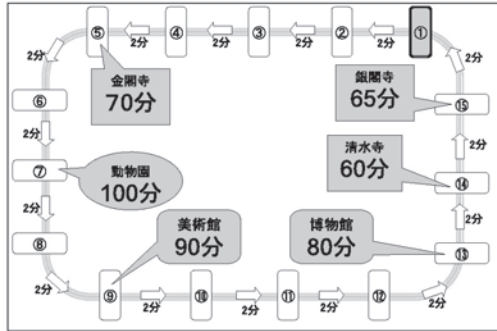 ⑤
2分
④
2分
③
2分
②
2分
①
2分
金閣寺
70分
2分
⑥
2分
⑦
動物園
100分
2分
⑧
2分
美術館
90分
⑨
2分
⑩
2分
⑪
2分
⑫
2分
博物館
80分
⑬
2分
清水寺
60分
⑭
2分
銀閣寺
65分
⑮
2分